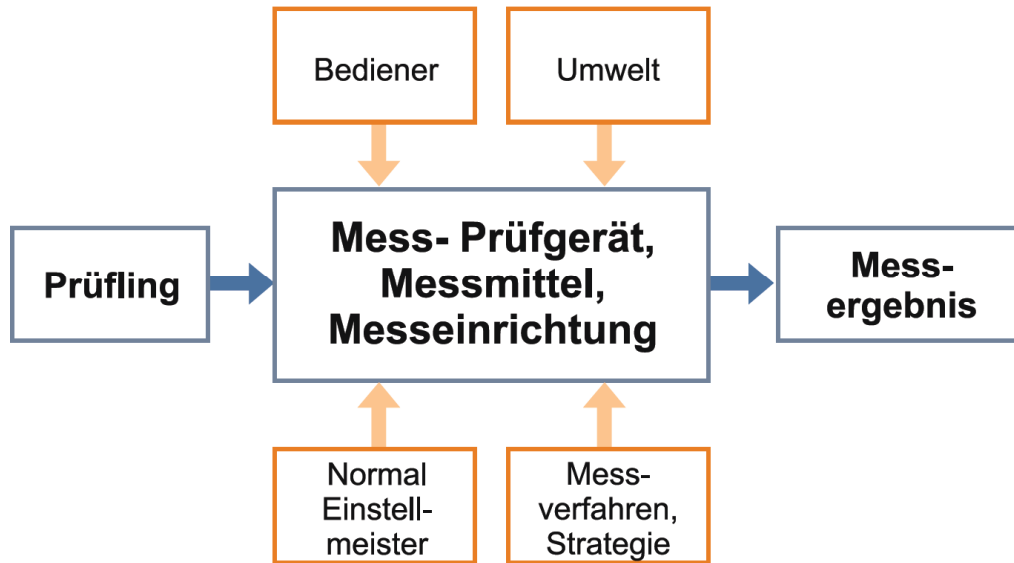 Bediener
Umwelt
Prüfling
Mess- Prüfgerät,
Messmittel,
Messeinrichtung
Mess-
ergebnis
Normal
Einstell-
meister
Mess-
verfahren,
Strategie